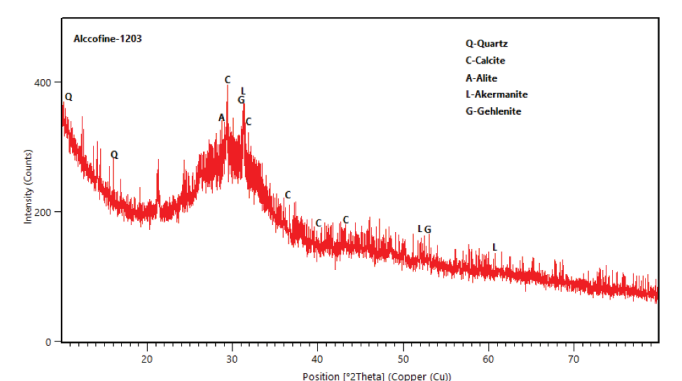 Alccofine-1203
Q-Quartz
C-Calcite
A-Alite
L-Akermanite
G-Gehlenite
Q
Q
A
C
L
G
C
C
C
C
L G
L
400
200
0
Intensity (Counts)
20 30 40 50 60 70
Position [°2Theta] (Copper (Cu))